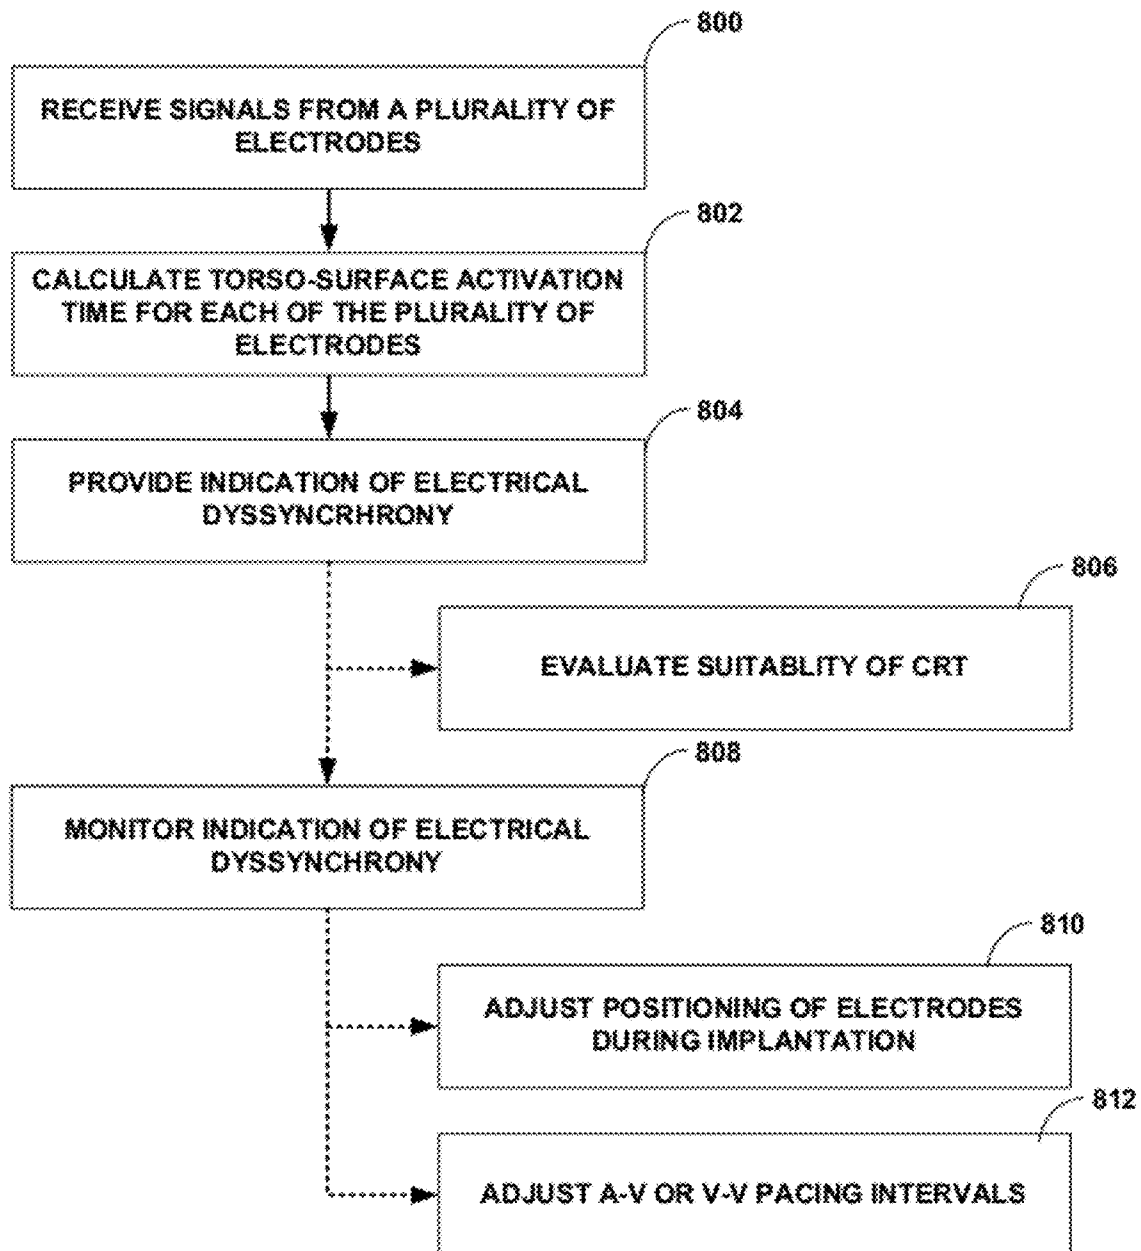 800
RECEIVE SIGNALS FROM A PLURALITY OF
ELECTRODES
802
CALCULATE TORSO-SURFACE ACTIVATION
TIME FOR EACH OF THE PLURALITY OF
ELECTRODES
804
PROVIDE INDICATION OF ELECTRICAL
DYSSYNCRHRONY
806
EVALUATE SUITABLITY OF CRT
808
MONITOR INDICATION OF ELECTRICAL
DYSSYNCHRONY
810
ADJUST POSITIONING OF ELECTRODES
DURING IMPLANTATION
812
ADJUST A-V OR V-V PACING INTERVALS